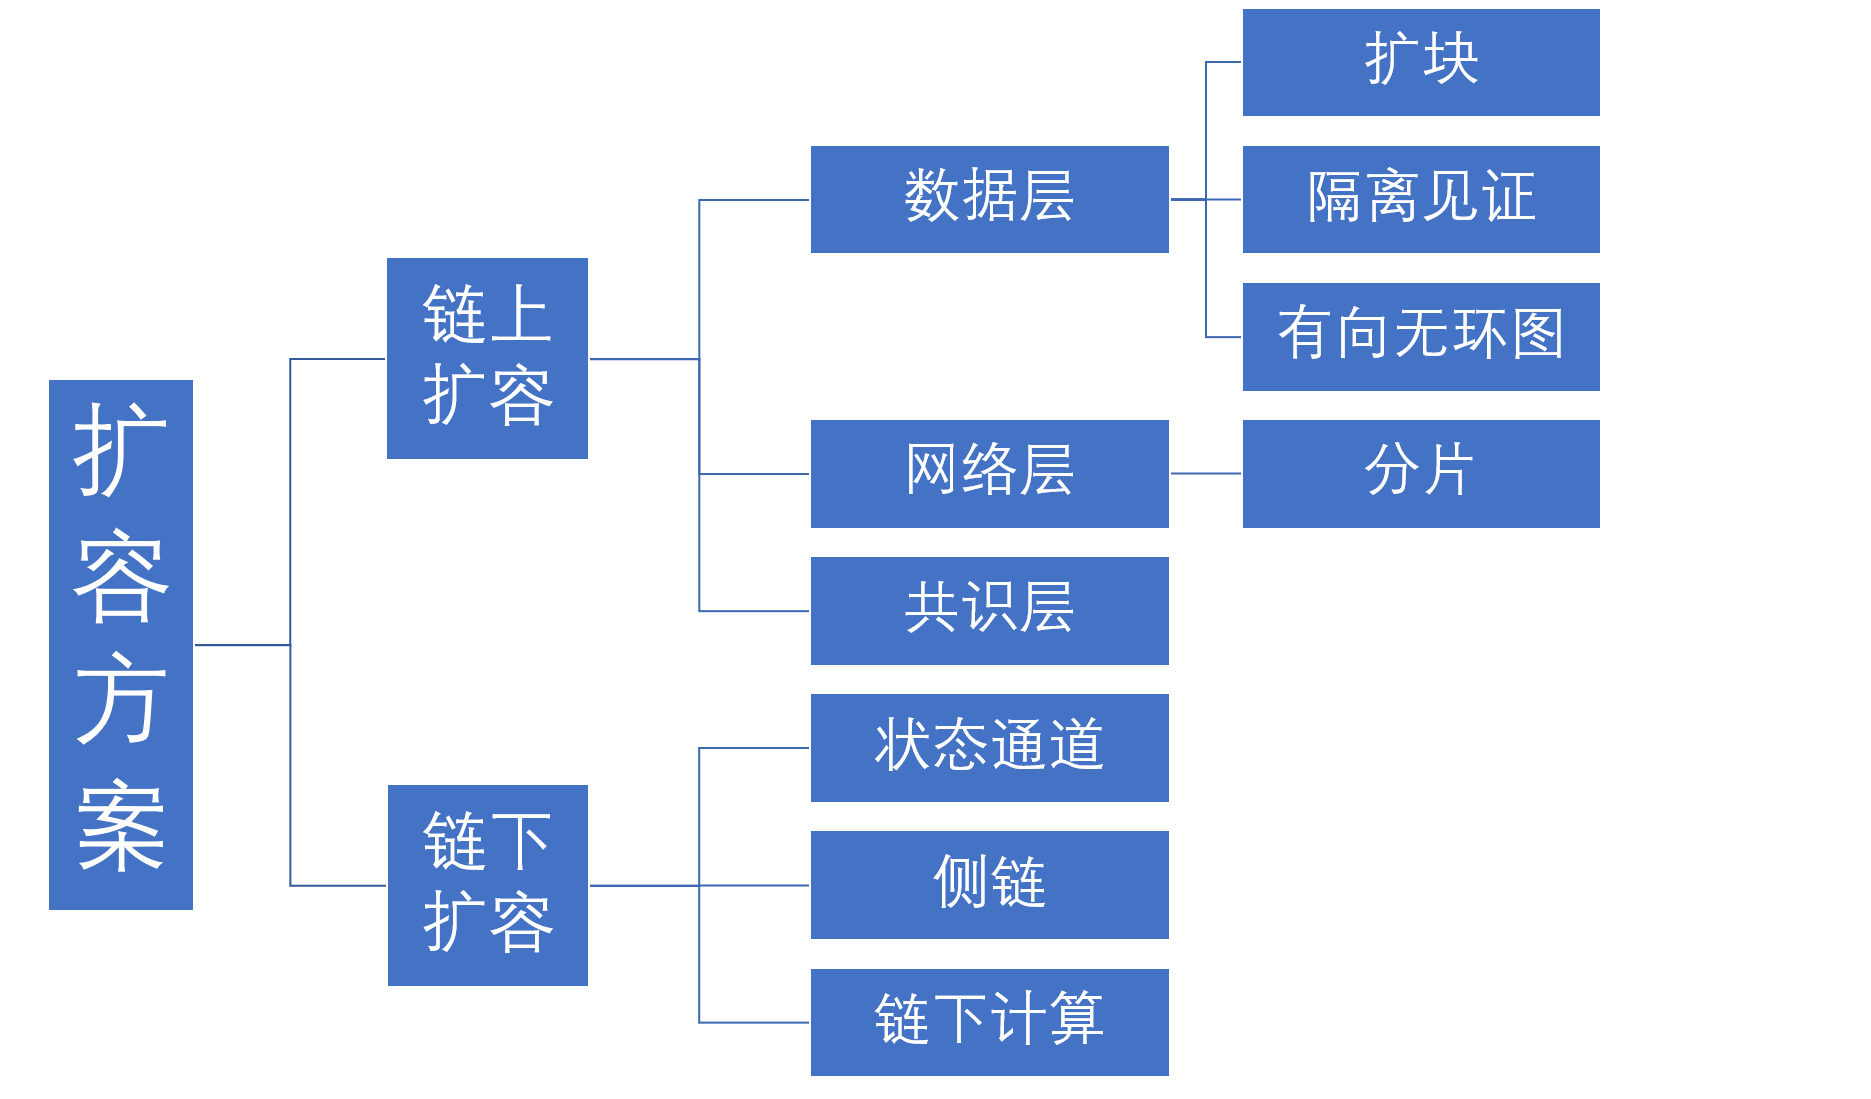 扩容方案
链上
扩容
链下
扩容
数据层
网络层
共识层
状态通道
侧链
链下计算
扩块
隔离见证
有向无环图
分片